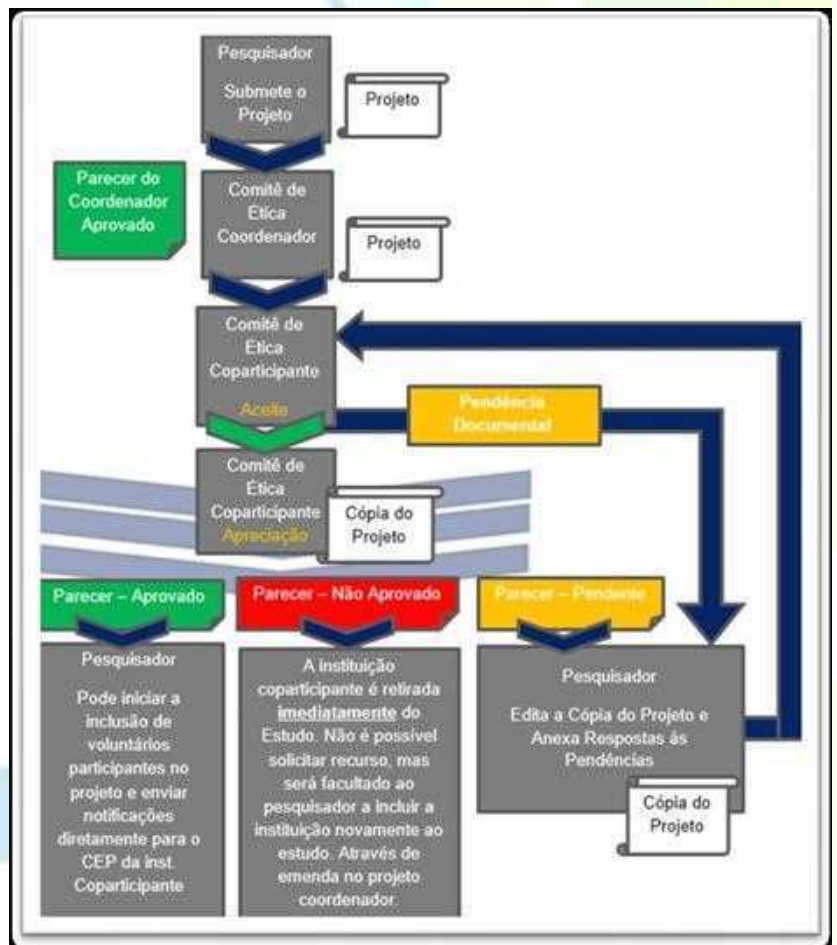 Pesquisador
Submete o
Projeto
Projeto
Parecer do
Coordenador
Aprovado
Comitê de
Ética
Coordenador
Projeto
Comitê de
Ética
Coparticipante
Aceite
Pendência
Documental
Comitê de
Ética
Coparticipante
Apreciação
Cópia do
Projeto
Parecer – Aprovado
Parecer – Não Aprovado
Parecer – Pendente
Pesquisador
Pode iniciar a
inclusão de
voluntários
participantes no
projeto e enviar
notificações
diretamente para o
CEP da inst.
Coparticipante
A instituição
coparticipante é retirada
imediatamente do
Estudo. Não é possível
solicitar recurso, mas
será facultado ao
pesquisador a incluir a
instituição novamente ao
estudo. Através de
emenda no projeto
coordenador.
Pesquisador
Edita a Cópia do Projeto e
Anexa Respostas às
Pendências
Cópia do
Projeto